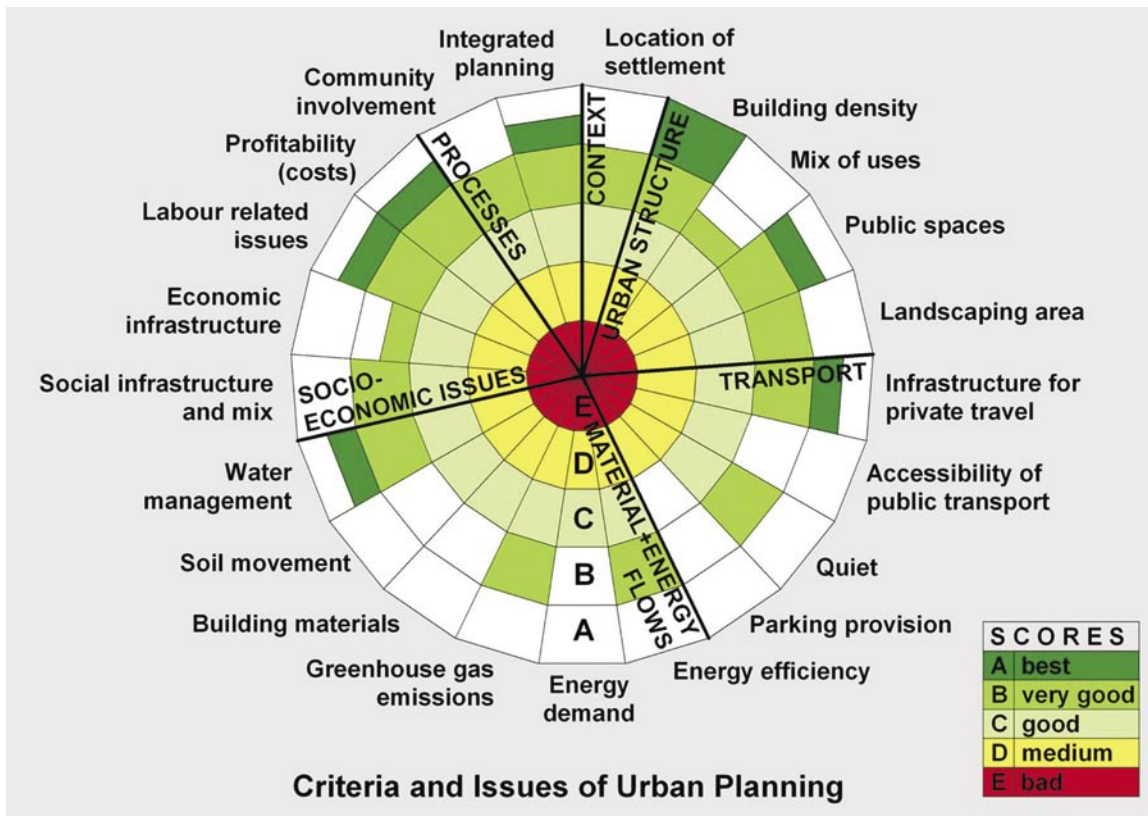 Integrated
planning
Location of
settlement
Community
involvement
Building density
Profitability
(costs)
Mix of uses
Labour related
issues
Public spaces
Economic
infrastructure
Landscaping area
Social infrastructure
and mix
Infrastructure for
private travel
Water
management
Accessibility of
public transport
Soil movement
Quiet
Building materials
Parking provision
Greenhouse gas
emissions
Energy
demand
Energy efficiency
PROCESSES
CONTEXT
URBAN STRUCTURE
TRANSPORT
SOCIO-
ECONOMIC ISSUES
MATERIAL+ENERGY
FLOWS
E
D
C
B
A
SCORES
A best
B very good
C good
D medium
E bad
Criteria and Issues of Urban Planning